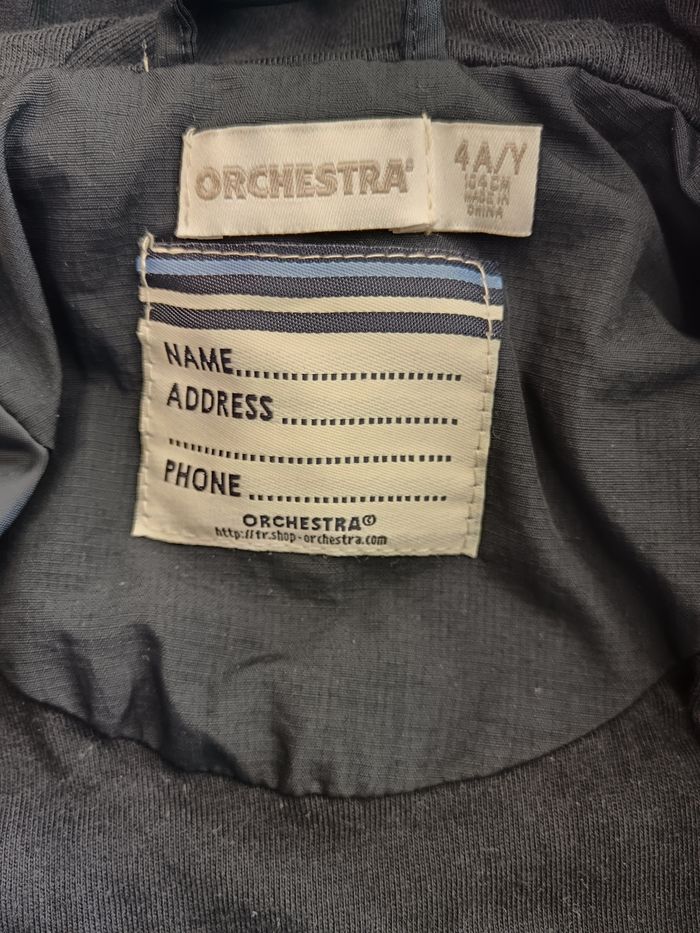 ORCHESTRA®
4A/Y
104CM
MADE IN
CHINA
NAME.............................
ADDRESS ......................
....................................
PHONE .........................
ORCHESTRA©
http://fr.shop-orchestra.com